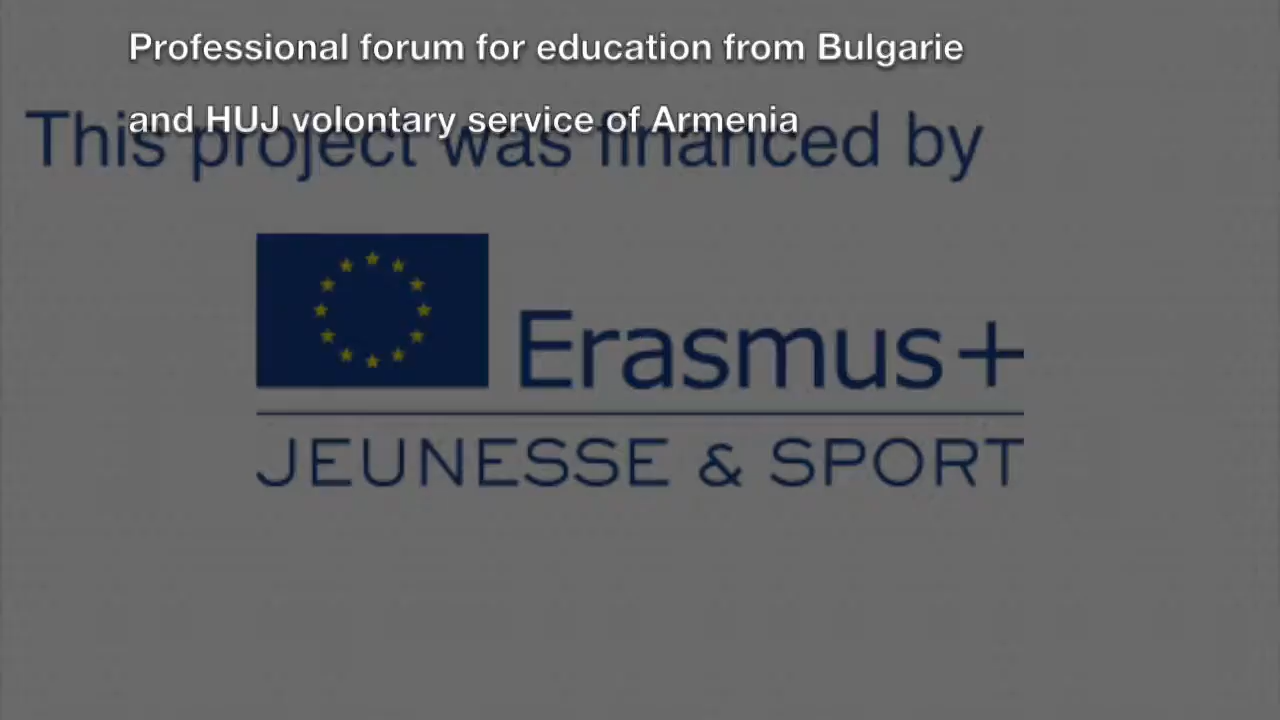 Professional forum for education from Bulgarie
and HUJ volontary service of Armenia
This project was financed by
Erasmus+
JEUNESSE & SPORT